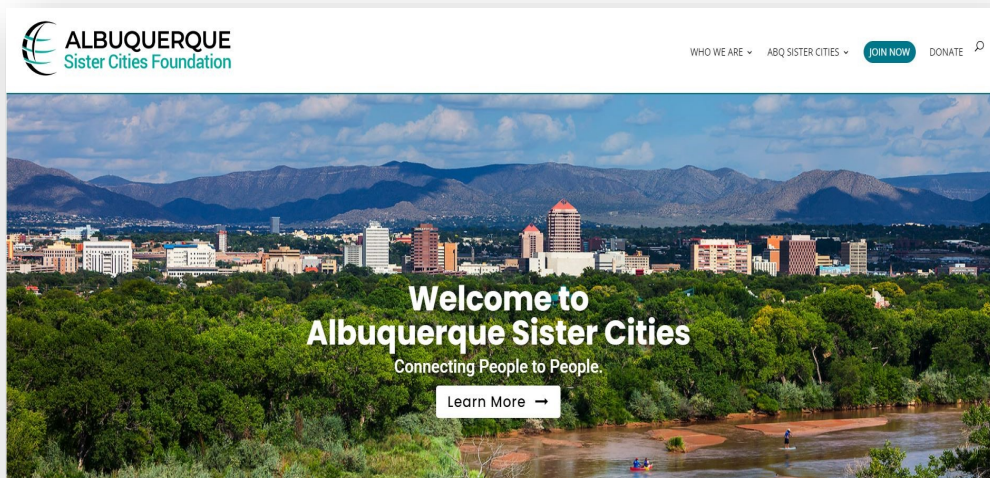 ALBUQUERQUE
Sister Cities Foundation
WHO WE ARE ABQ SISTER CITIES JOIN NOW DONATE
Welcome to
Albuquerque Sister Cities
Connecting People to People.
Learn More →